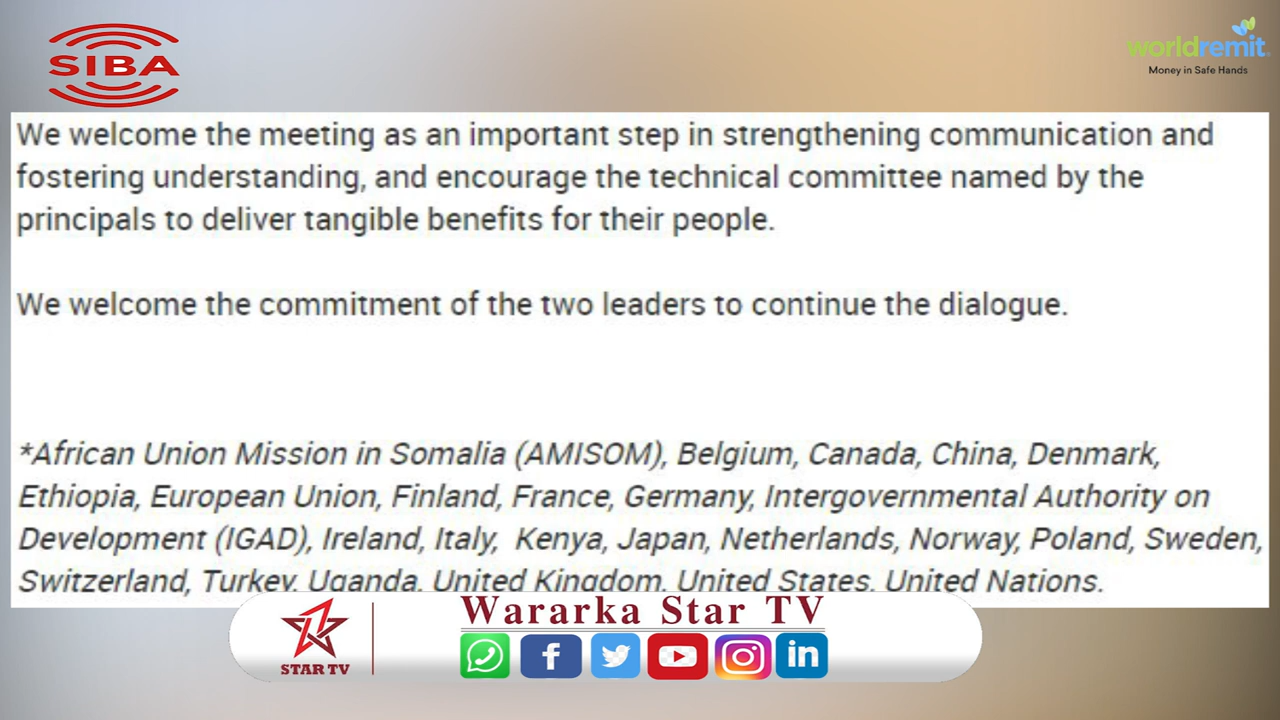 SIBA
worldremit
Money in Safe Hands
We welcome the meeting as an important step in strengthening communication and
fostering understanding, and encourage the technical committee named by the
principals to deliver tangible benefits for their people.
We welcome the commitment of the two leaders to continue the dialogue.
*African Union Mission in Somalia (AMISOM), Belgium, Canada, China, Denmark,
Ethiopia, European Union, Finland, France, Germany, Intergovernmental Authority on
Development (IGAD), Ireland, Italy, Kenya, Japan, Netherlands, Norway, Poland, Sweden,
Switzerland, Turkey, Uganda, United Kingdom, United States, United Nations.
Wararka Star TV
STAR TV